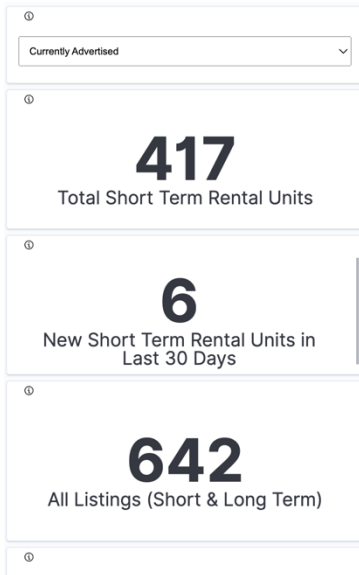 Currently Advertised
417
Total Short Term Rental Units
6
New Short Term Rental Units in
Last 30 Days
642
All Listings (Short & Long Term)